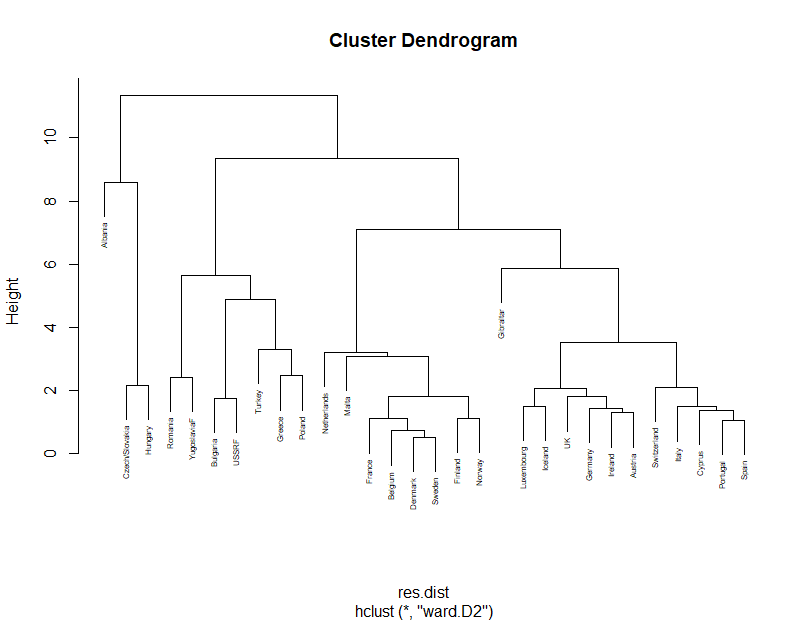 Cluster Dendrogram
Height
0
2
4
6
8
10
Albania
Czech/Slovakia
Hungary
Romania
YugoslaviaF
Bulgaria
USSRF
Turkey
Greece
Poland
Netherlands
Malta
France
Belgium
Denmark
Sweden
Finland
Norway
Gibraltar
Luxembourg
Iceland
UK
Germany
Ireland
Austria
Switzerland
Italy
Cyprus
Portugal
Spain
res.dist
hclust (*, "ward.D2")